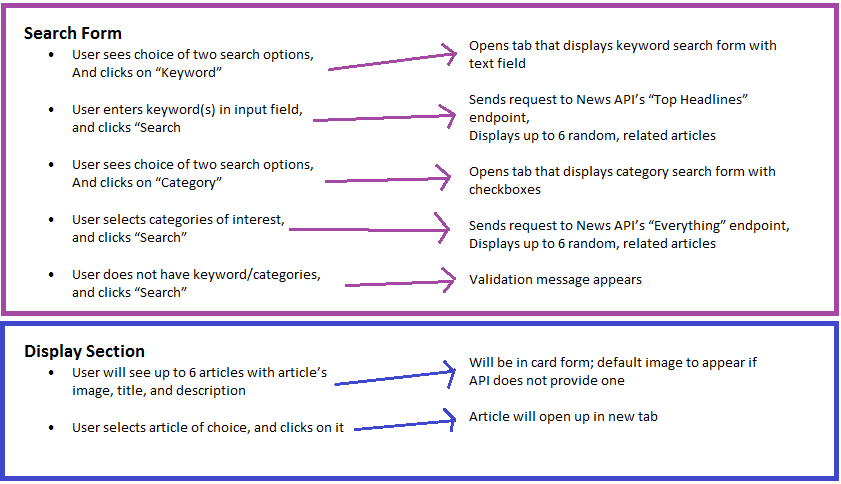 Search Form
• User sees choice of two search options,
And clicks on “Keyword”
Opens tab that displays keyword search form with
text field
• User enters keyword(s) in input field,
and clicks “Search
Sends request to News API’s “Top Headlines”
endpoint,
Displays up to 6 random, related articles
• User sees choice of two search options,
And clicks on “Category”
Opens tab that displays category search form with
checkboxes
• User selects categories of interest,
and clicks “Search”
Sends request to News API’s “Everything” endpoint,
Displays up to 6 random, related articles
• User does not have keyword/categories,
and clicks “Search”
Validation message appears
Display Section
• User will see up to 6 articles with article’s
image, title, and description
Will be in card form; default image to appear if
API does not provide one
• User selects article of choice, and clicks on it
Article will open up in new tab